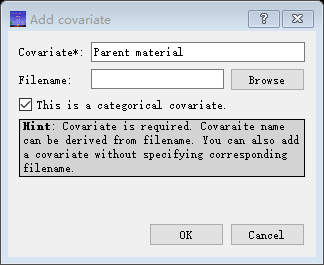 Add covariate
Covariate*: Parent material
Filename: Browse
This is a categorical covariate.
Hint: Covariate is required. Covaraite name
can be derived from filename. You can also
add a covariate without specifying corresponding
filename.
OK Cancel